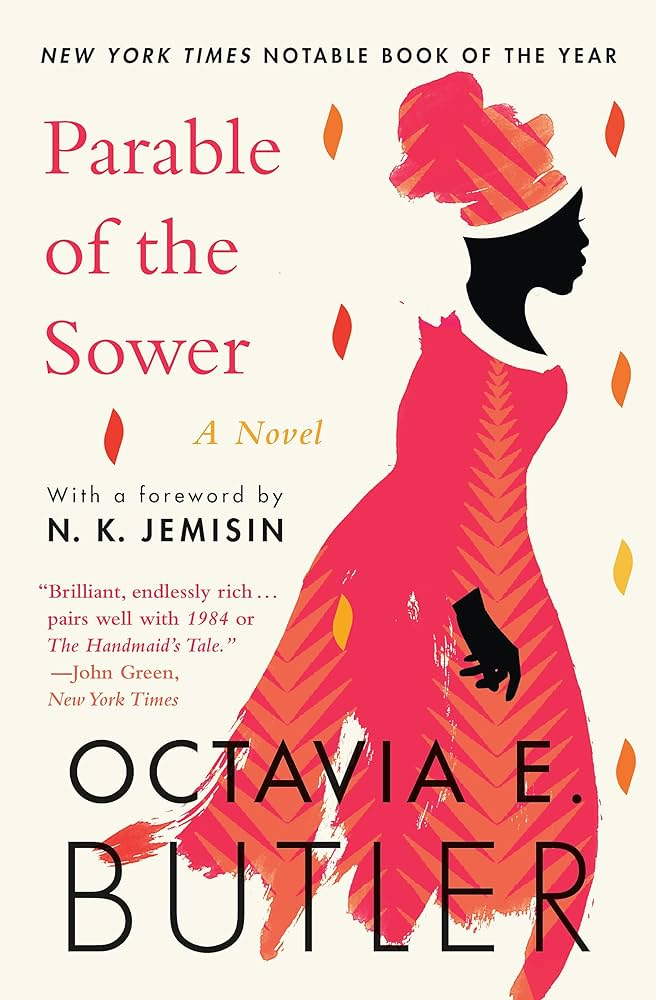 NEW YORK TIMES NOTABLE BOOK OF THE YEAR
Parable
of the
Sower
A Novel
With a foreword by
N. K. JEMISIN
“Brilliant, endlessly rich…
pairs well with 1984 or
The Handmaid’s Tale.”
—John Green,
New York Times
OCTAVIA E.
BUTLER